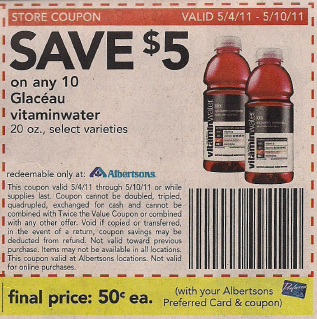 STORE COUPON VALID 5/4/11 - 5/10/11
SAVE $5
on any 10
Glacéau
vitaminwater
20 oz., select varieties
vitaminwater
vitaminwater
XXX
redeemable only at: Albertsons
This coupon valid 5/4/11 through 5/10/11 or while
supplies last. Coupon cannot be doubled, tripled,
quadrupled, exchanged for cash and cannot be
combined with Twice the Value Coupon or combined
with any other offer. Void if copied or transferred,
in the event of a return, coupon savings may be
deducted from refund. Not valid toward previous
purchase. Items may not be available in all locations.
This coupon valid at Albertsons locations. Not valid
for online purchases.
final price: 50¢ ea. (with your Albertsons
Preferred Card & coupon)
Preferred